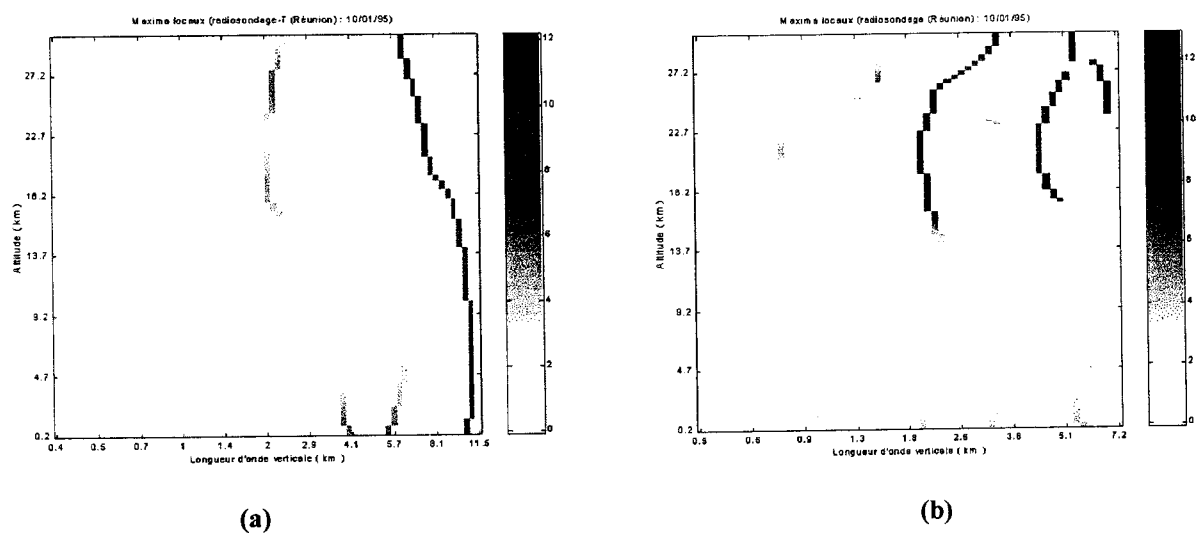 Maxima locaux (radiosondage-T (Réunion) : 10/01/95)
27.2
22.7
18.2
13.7
9.2
4.7
0.2
Altitude (km)
0.4 0.5 0.7 1 1.4 2 2.9 4.1 5.7 8.1 11.5
Longueur d'onde verticale ( km )
12
10
8
6
4
2
0
(a)
Maxima locaux (radiosondage (Réunion) : 10/01/95)
27.2
22.7
18.2
13.7
9.2
4.7
0.2
Altitude (km)
0.5 0.6 0.9 1.3 1.8 2.6 3.6 5.1 7.2
Longueur d'onde verticale ( km )
12
10
8
6
4
2
0
(b)